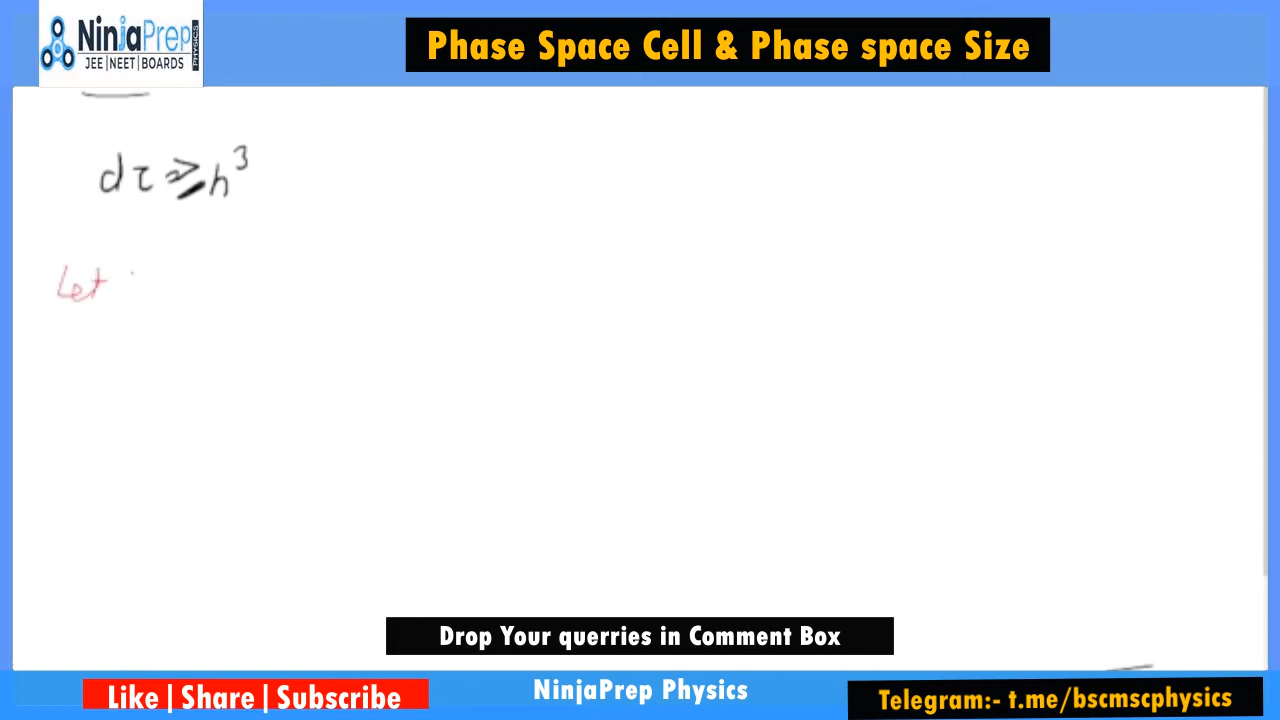 NinjaPrep
PHYSICS
JEE|NEET|BOARDS
Phase Space Cell & Phase space Size
dτ ≥ h³
Let
Drop Your querries in Comment Box
Like | Share | Subscribe
NinjaPrep Physics
Telegram:- t.me/bscmscphysics